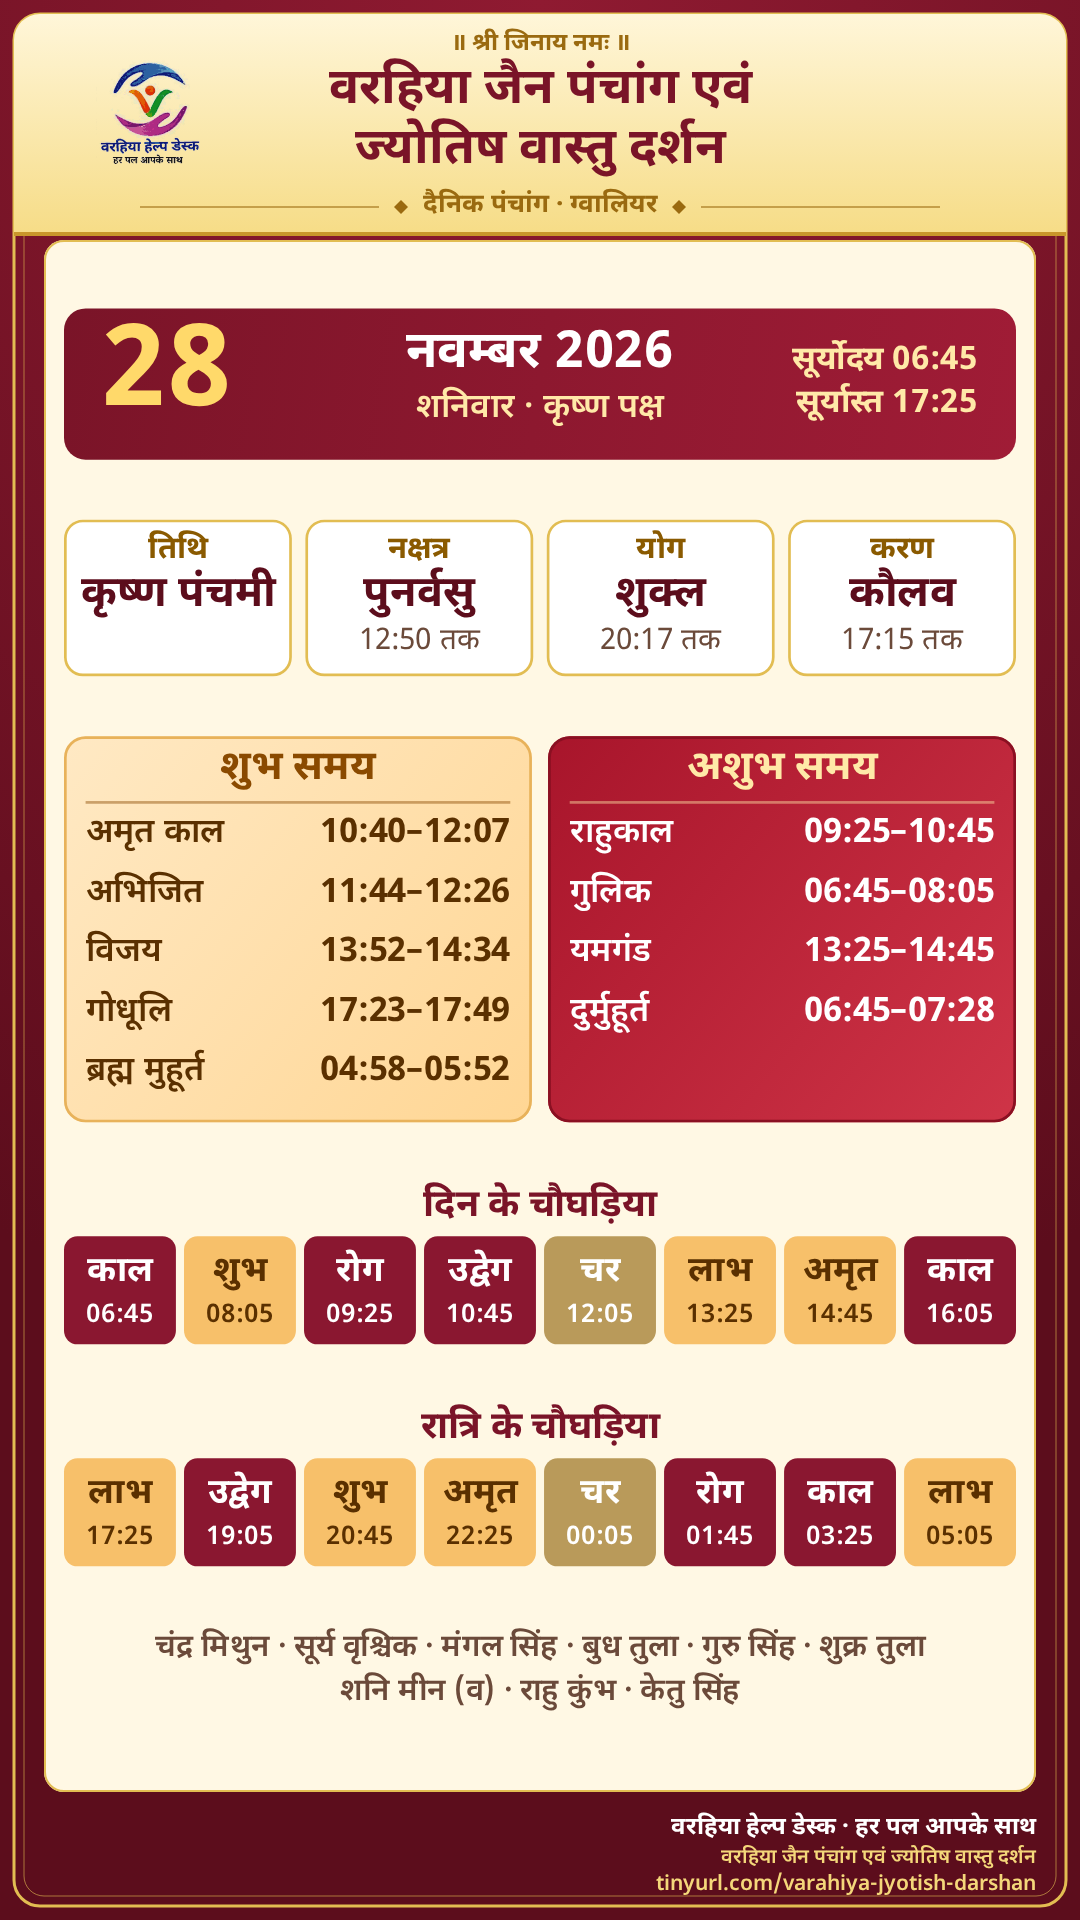 ॥ श्री जिनाय नमः ॥
वरहिया जैन पंचांग एवं
ज्योतिष वास्तु दर्शन
वरहिया हेल्प डेस्क
हर पल आपके साथ
◆ दैनिक पंचांग · ग्वालियर ◆
28
नवम्बर 2026
शनिवार · कृष्ण पक्ष
सूर्योदय 06:45
सूर्यास्त 17:25
तिथि
कृष्ण पंचमी
नक्षत्र
पुनर्वसु
12:50 तक
योग
शुक्ल
20:17 तक
करण
कौलव
17:15 तक
शुभ समय
अमृत काल 10:40–12:07
अभिजित 11:44–12:26
विजय 13:52–14:34
गोधूलि 17:23–17:49
ब्रह्म मुहूर्त 04:58–05:52
अशुभ समय
राहुकाल 09:25–10:45
गुलिक 06:45–08:05
यमगंड 13:25–14:45
दुर्मुहूर्त 06:45–07:28
दिन के चौघड़िया
काल शुभ रोग उद्वेग चर लाभ अमृत काल
06:45 08:05 09:25 10:45 12:05 13:25 14:45 16:05
रात्रि के चौघड़िया
लाभ उद्वेग शुभ अमृत चर रोग काल लाभ
17:25 19:05 20:45 22:25 00:05 01:45 03:25 05:05
चंद्र मिथुन · सूर्य वृश्चिक · मंगल सिंह · बुध तुला · गुरु सिंह · शुक्र तुला
शनि मीन (व) · राहु कुंभ · केतु सिंह
वरहिया हेल्प डेस्क · हर पल आपके साथ
वरहिया जैन पंचांग एवं ज्योतिष वास्तु दर्शन
tinyurl.com/varahiya-jyotish-darshan